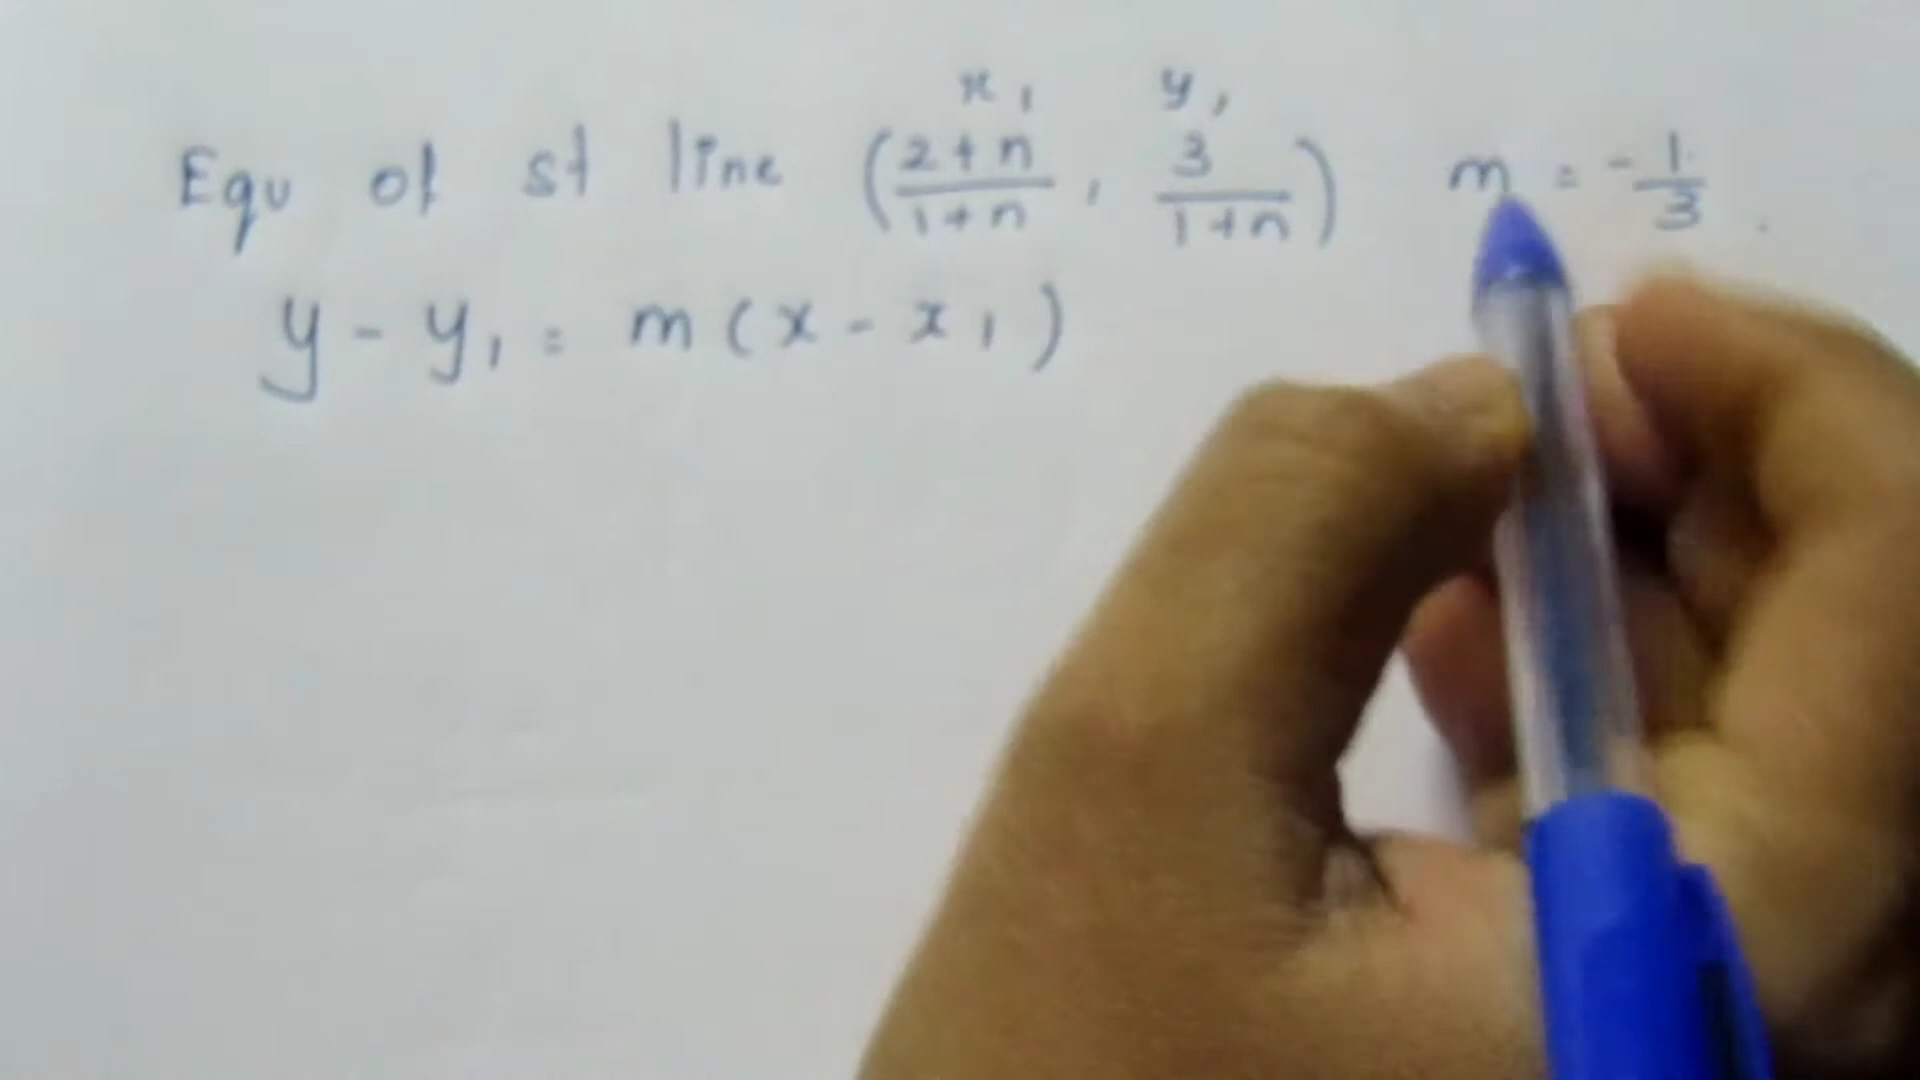 x₁ y₁
Equ of st line (2+n/1+n, 3/1+n) m = -1/3.
y - y₁ = m(x - x₁)